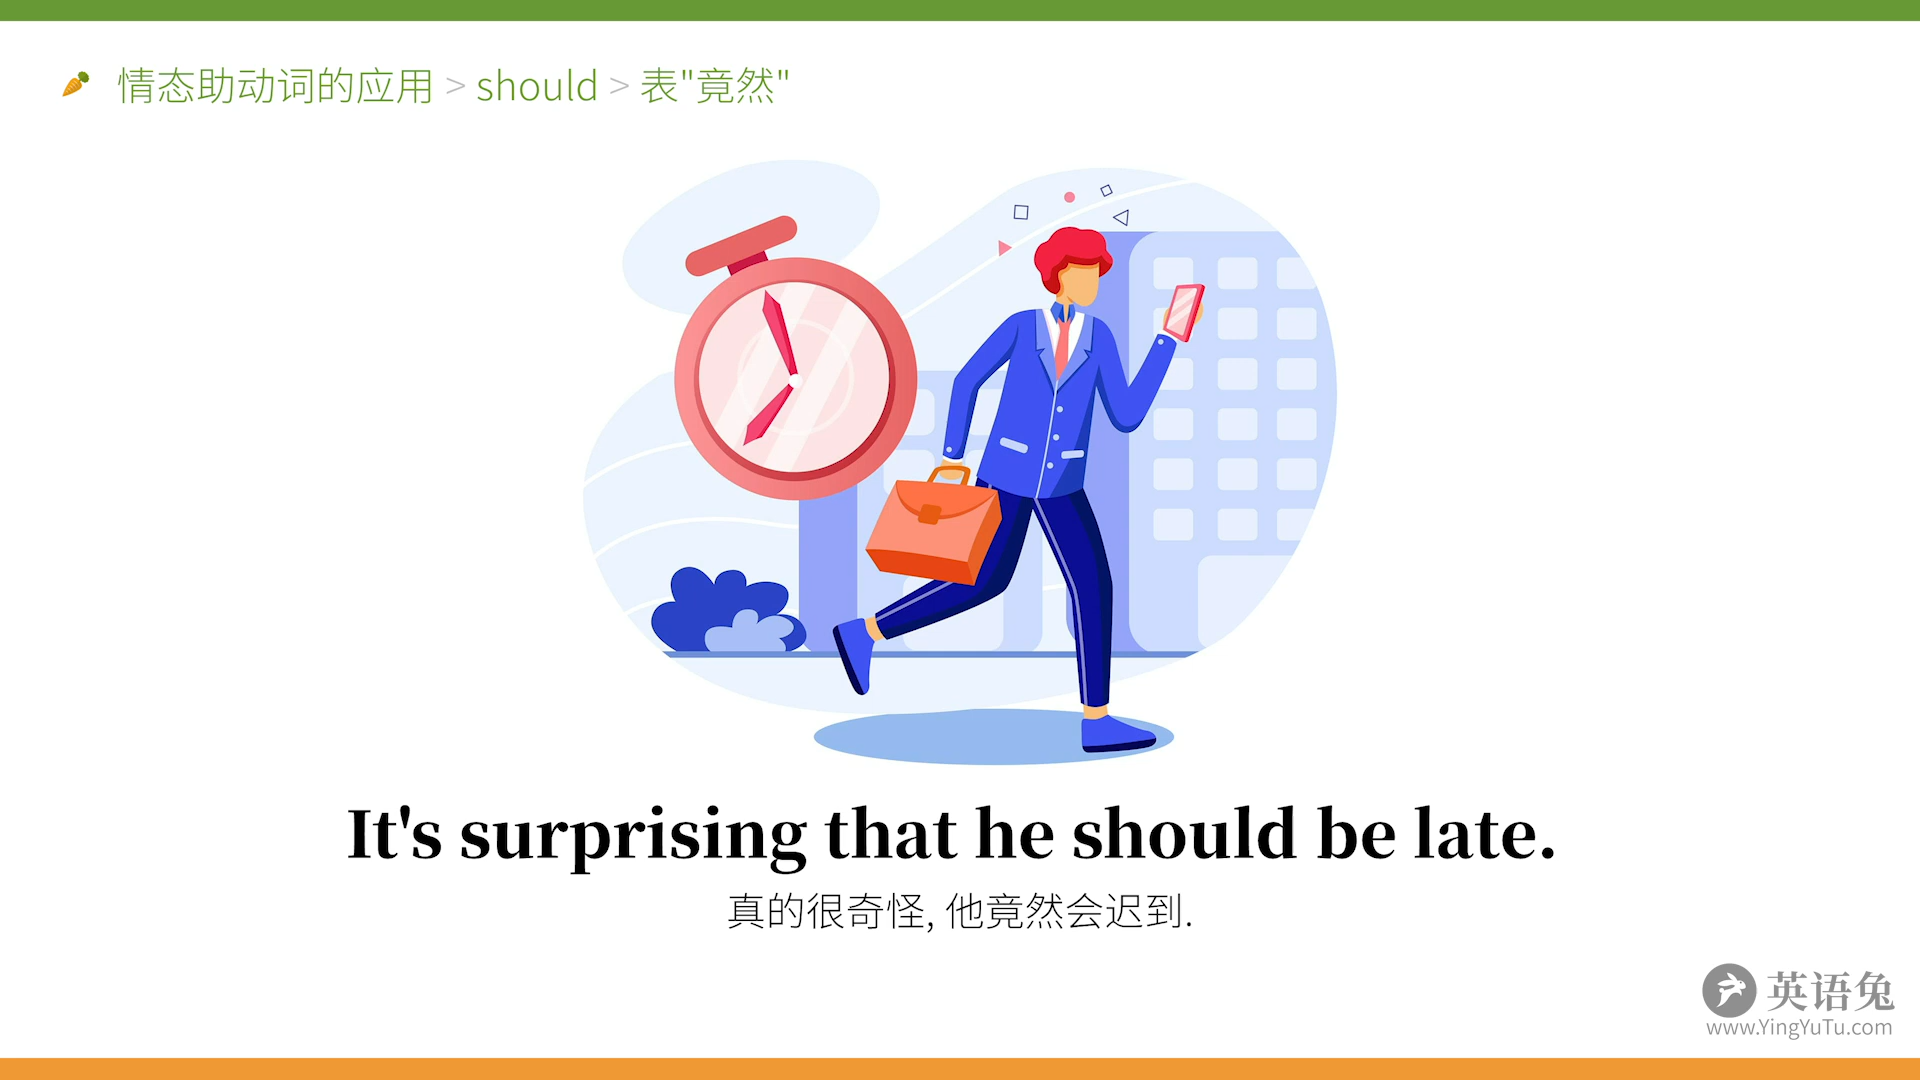 情态助动词的应用 > should > 表"竟然"
It's surprising that he should be late.
真的很奇怪, 他竟然会迟到.
英语兔
www.YingYuTu.com